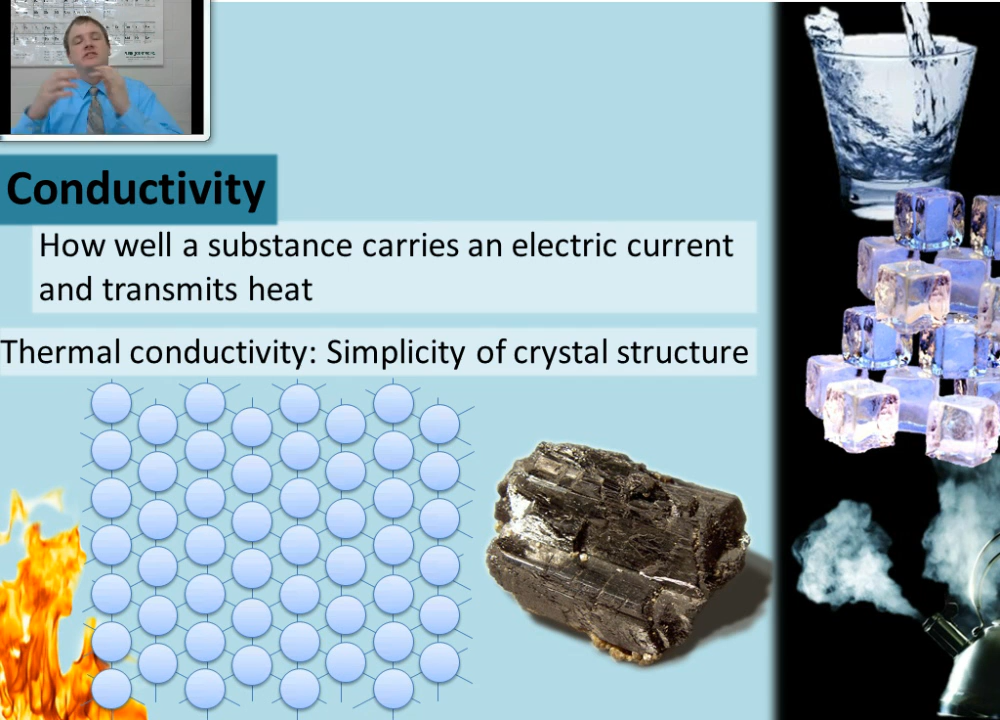 Conductivity
How well a substance carries an electric current
and transmits heat
Thermal conductivity: Simplicity of crystal structure